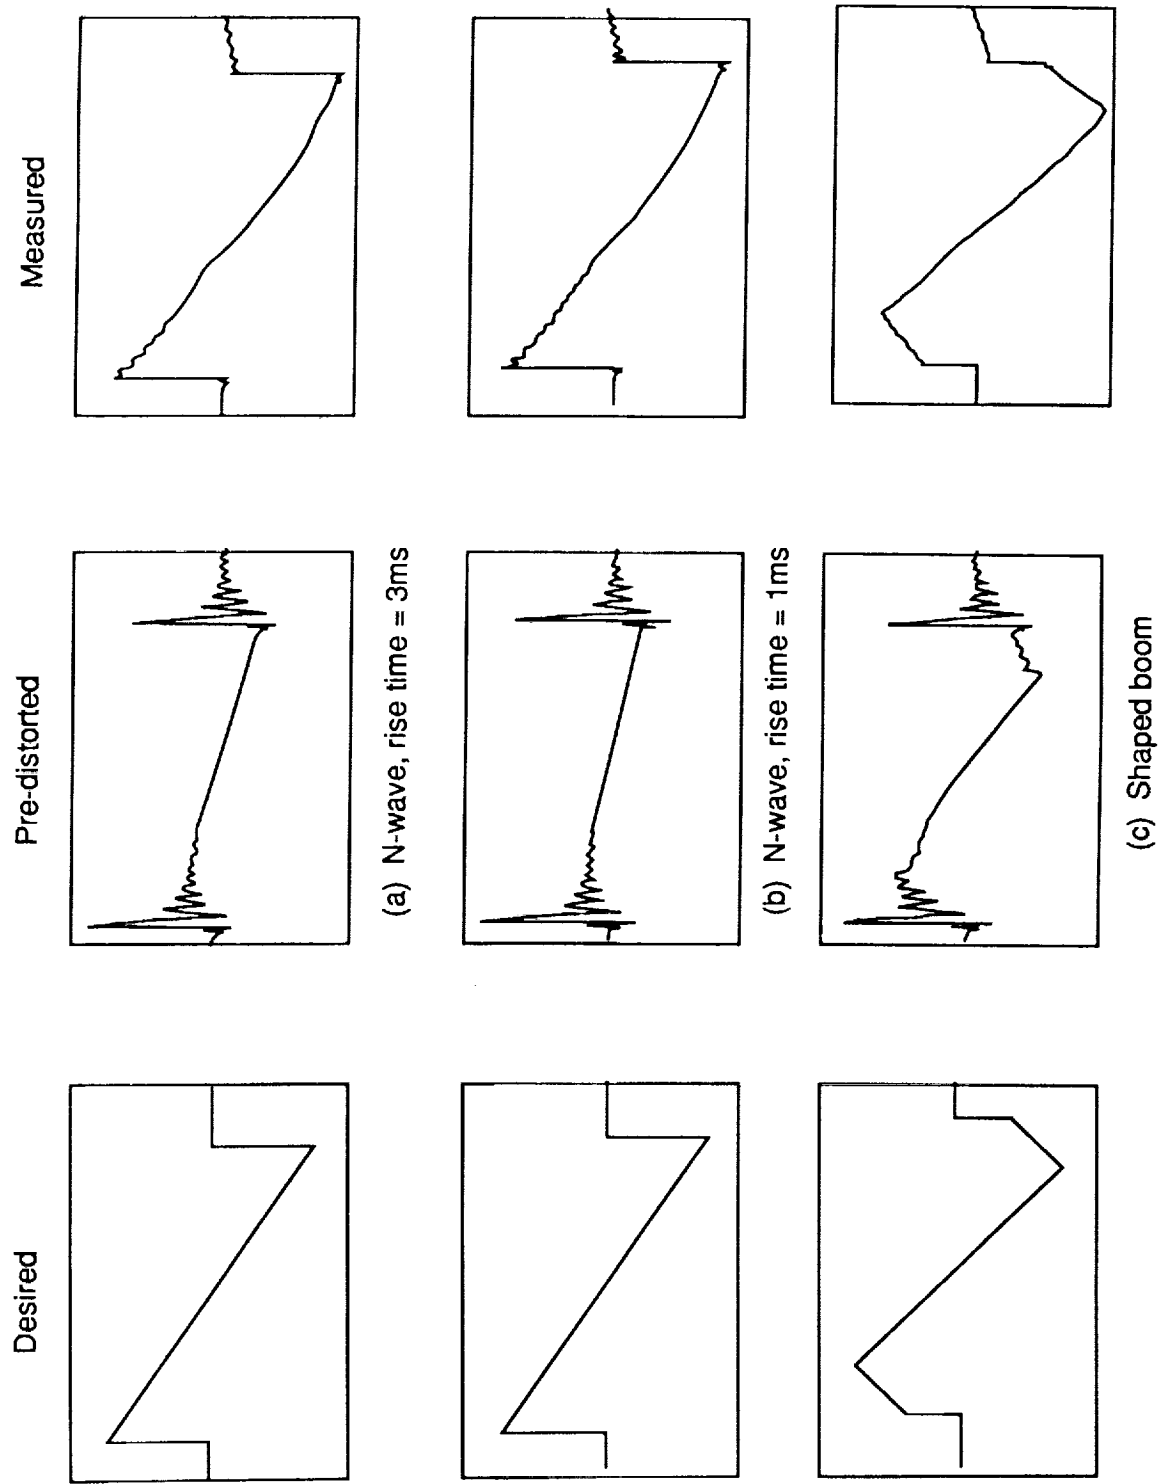 Desired
Pre-distorted
Measured
(a) N-wave, rise time = 3ms
(b) N-wave, rise time = 1ms
(c) Shaped boom